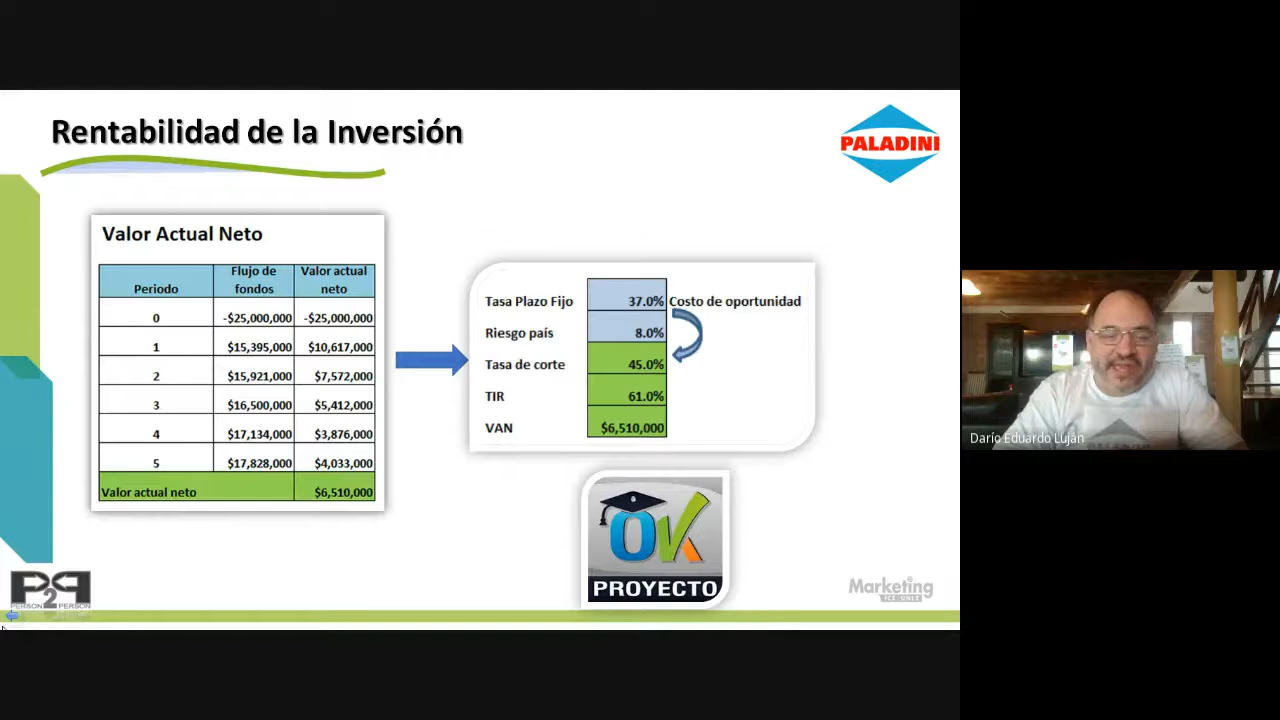 Rentabilidad de la Inversión
PALADINI
Valor Actual Neto
Periodo Flujo de fondos Valor actual neto
0 -$25,000,000 -$25,000,000
1 $15,395,000 $10,617,000
2 $15,921,000 $7,572,000
3 $16,500,000 $5,412,000
4 $17,134,000 $3,876,000
5 $17,828,000 $4,033,000
Valor actual neto $6,510,000
Tasa Plazo Fijo 37.0% Costo de oportunidad
Riesgo país 8.0%
Tasa de corte 45.0%
TIR 61.0%
VAN $6,510,000
OK
PROYECTO
P2P
PERSON 2 PERSON
Marketing
Darío Eduardo Luján